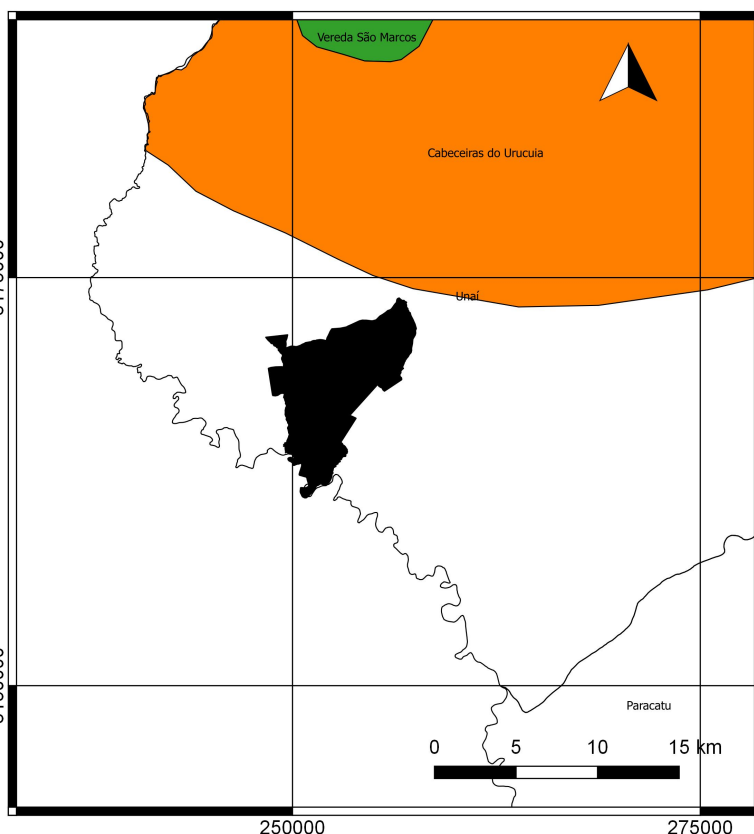 Vereda São Marcos
Cabeceiras do Urucuia
Unaí
Paracatu
0 5 10 15 km
250000 275000